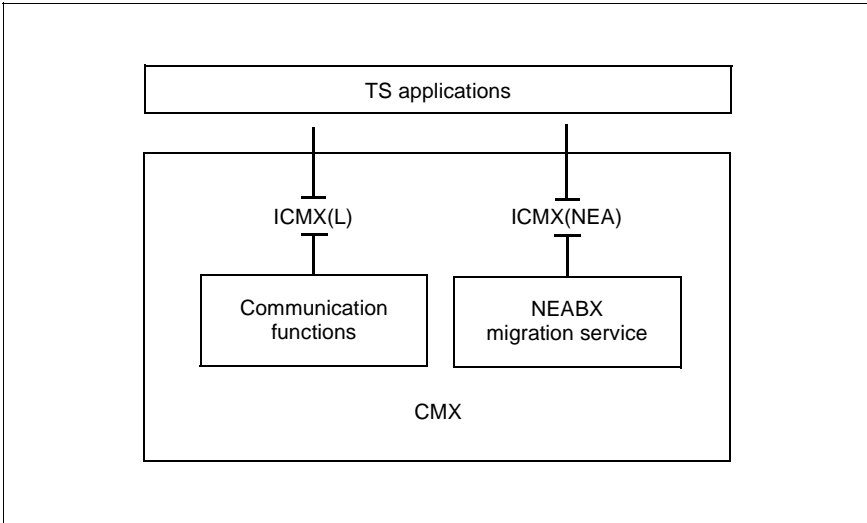 TS applications
ICMX(L)
ICMX(NEA)
Communication
functions
NEABX
migration service
CMX